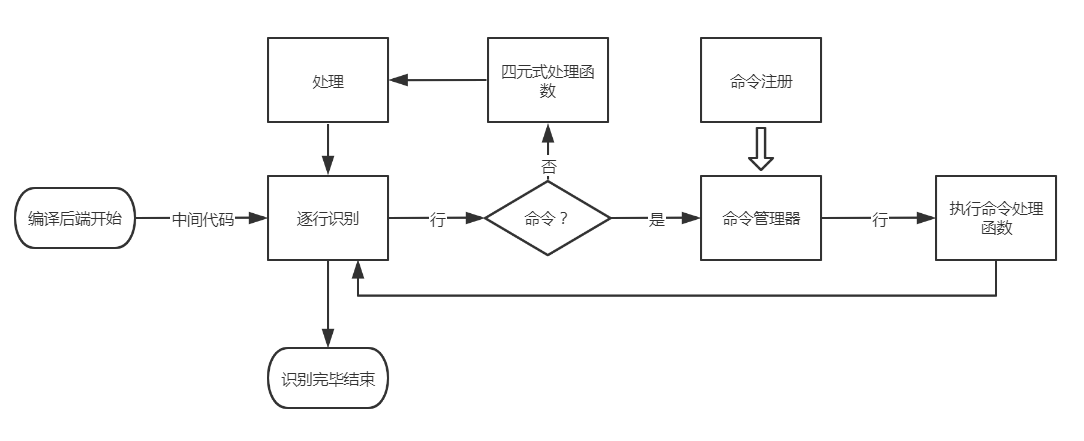 处理
四元式处理函
数
命令注册
否
编译后端开始
中间代码
逐行识别
行
命令？
是
命令管理器
行
执行命令处理
函数
识别完毕结束